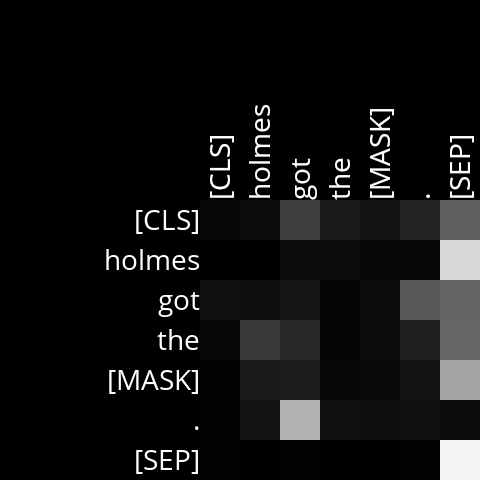 [CLS] holmes got the [MASK] . [SEP]
[CLS]
holmes
got
the
[MASK]
.
[SEP]